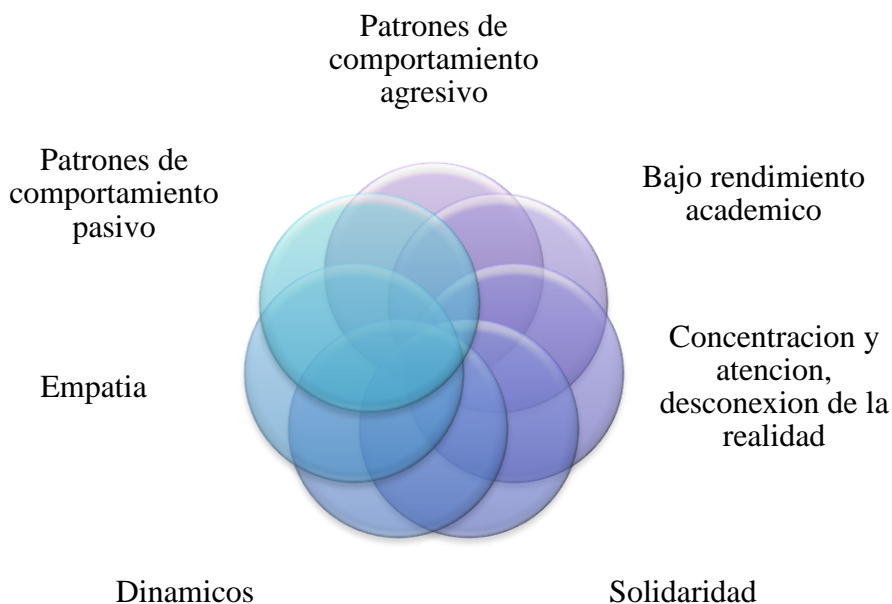 Patrones de
comportamiento
agresivo
Bajo rendimiento
academico
Concentracion y
atencion,
desconexion de la
realidad
Solidaridad
Dinamicos
Empatia
Patrones de
comportamiento
pasivo